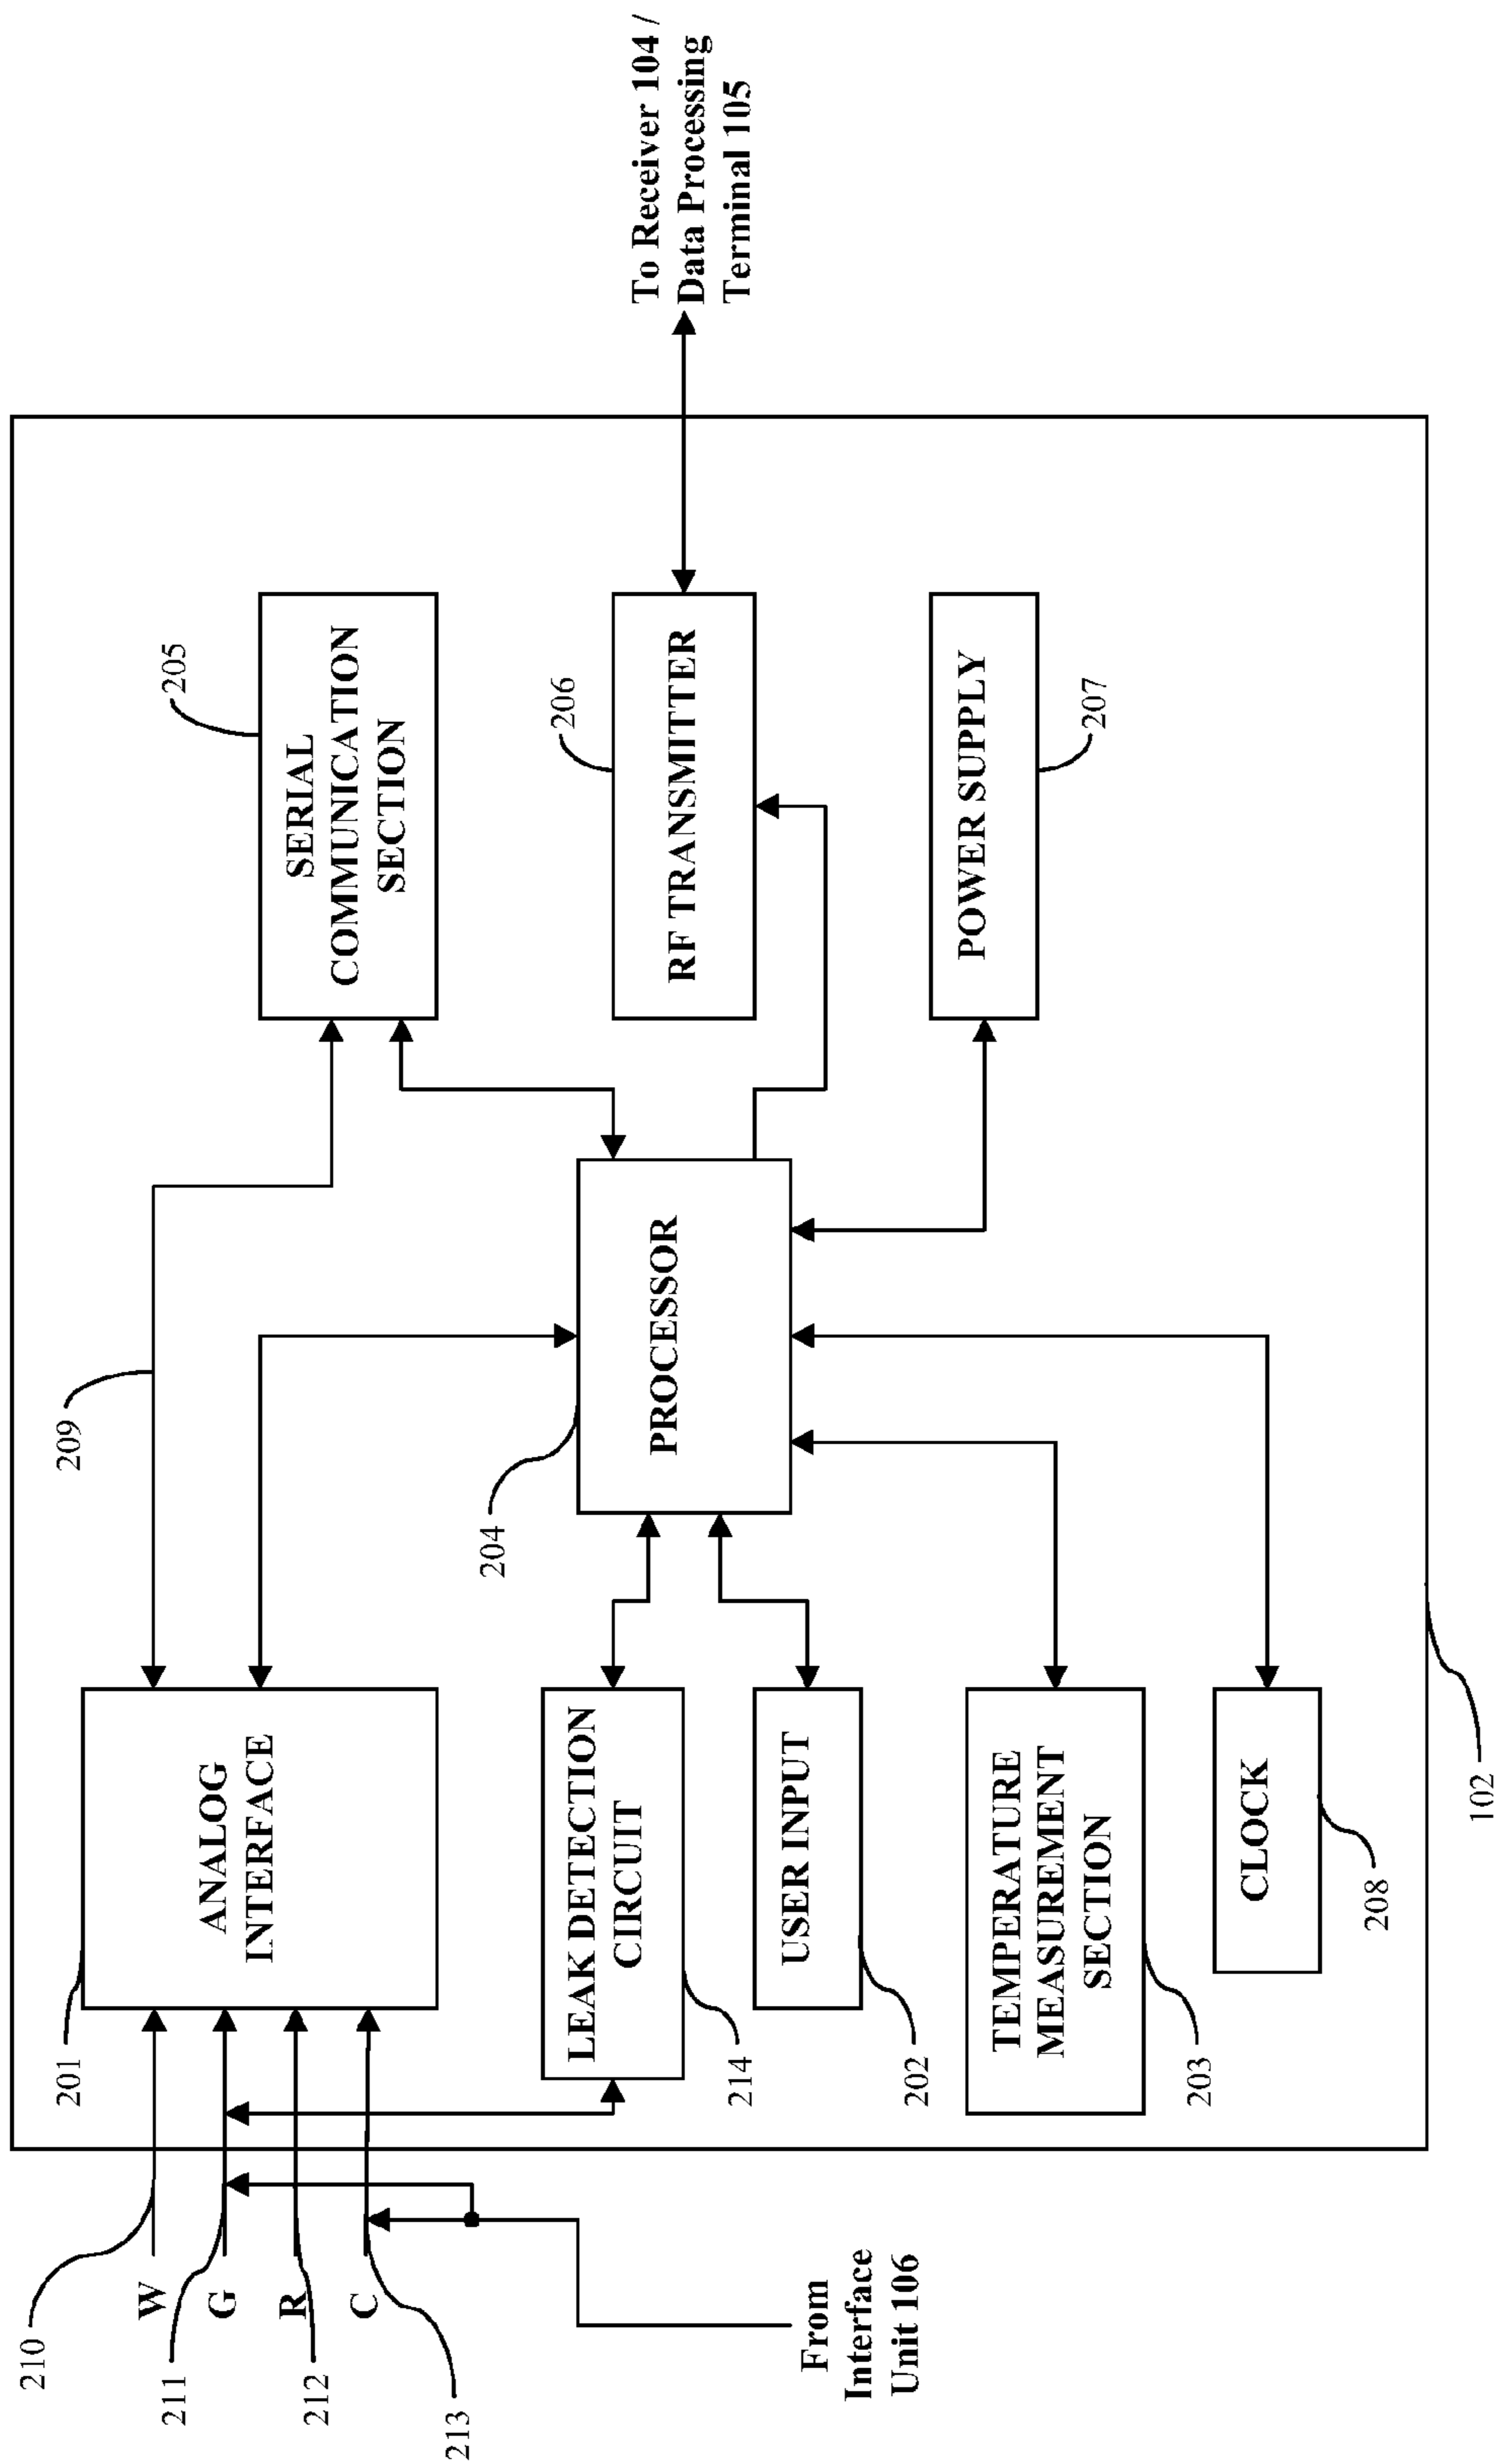 210
W
211
G
212
R
213
C
From
Interface
Unit 106
201
ANALOG
INTERFACE
209
SERIAL
COMMUNICATION
SECTION
205
LEAK DETECTION
CIRCUIT
214
USER INPUT
202
204
PROCESSOR
RF TRANSMITTER
206
To Receiver 104 /
Data Processing
Terminal 105
TEMPERATURE
MEASUREMENT
SECTION
203
POWER SUPPLY
207
CLOCK
208
102